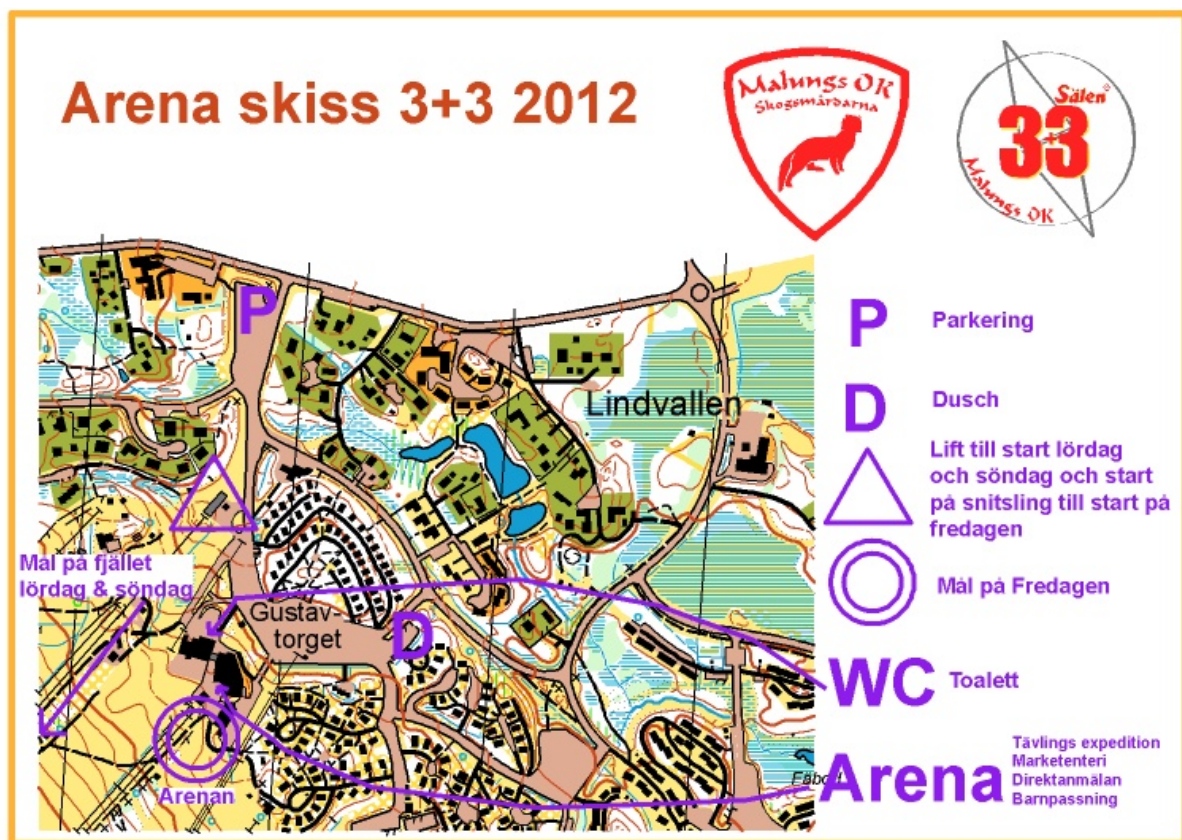 Arena skiss 3+3 2012
Malungs OK
Skogsmårdarna
Sälen
3+3
Malungs OK
P
P
Parkering
D
Dusch
Lindvallen
Lift till start lördag
och söndag och start
på snitsling till start på
fredagen
Mål på fjället
lördag & söndag
Mål på Fredagen
Gustav-
torget
D
WC
Toalett
Arena
Tävlings expedition
Marketenteri
Direktanmälan
Barnpassning
Arenan